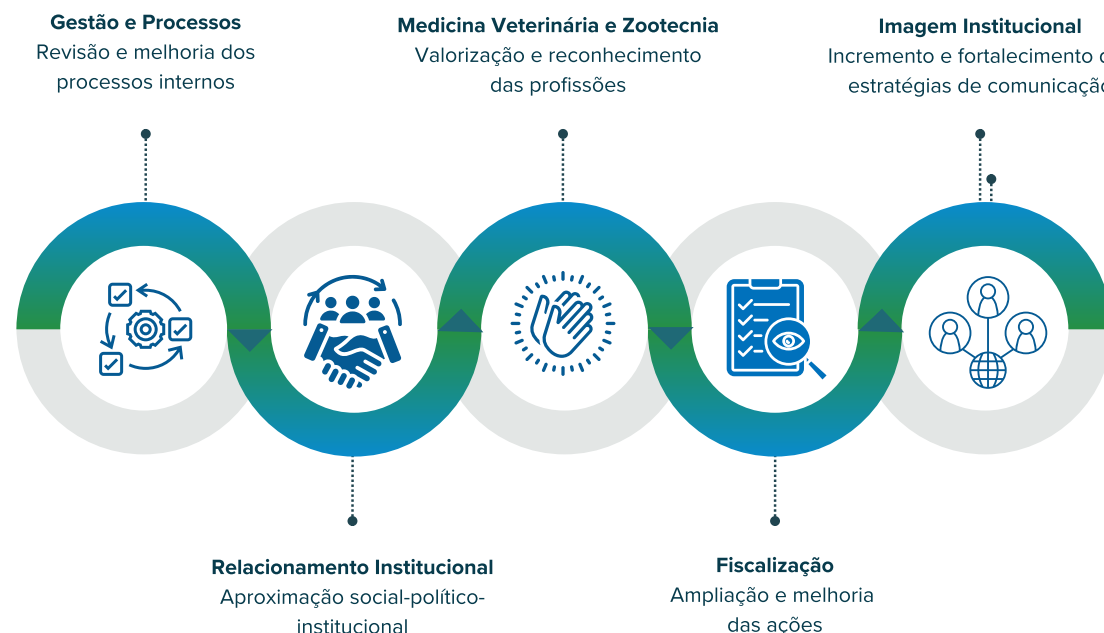 Gestão e Processos
Revisão e melhoria dos
processos internos
Medicina Veterinária e Zootecnia
Valorização e reconhecimento
das profissões
Imagem Institucional
Incremento e fortalecimento
estratégias de comunicação
Relacionamento Institucional
Aproximação social-político-
institucional
Fiscalização
Ampliação e melhoria
das ações